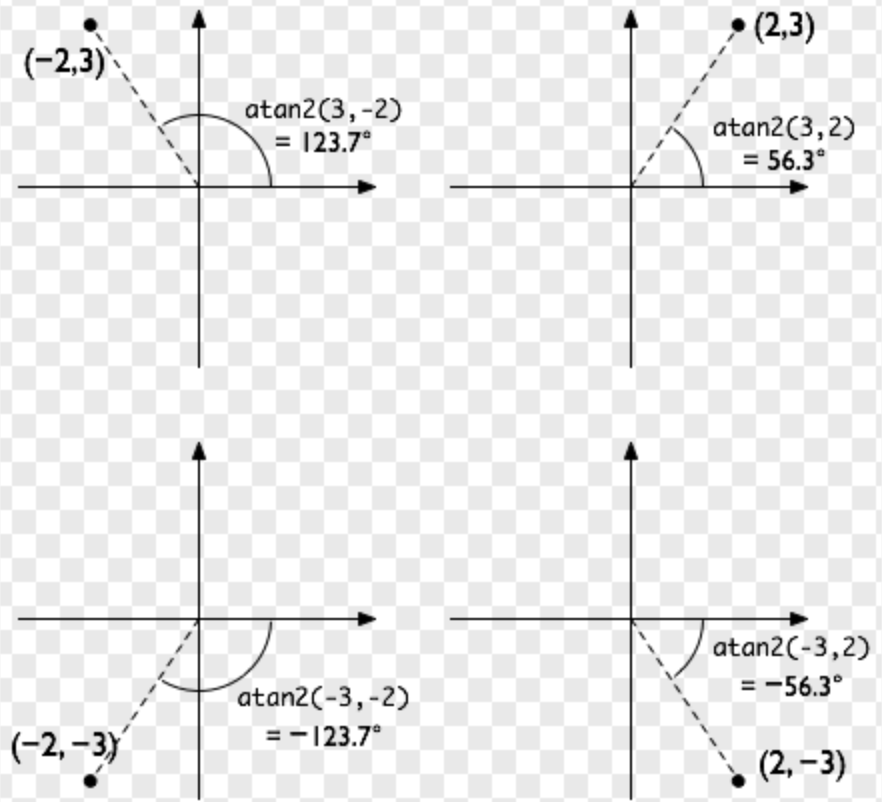 (−2,3)
atan2(3,-2)
= 123.7°
(2,3)
atan2(3,2)
= 56.3°
atan2(-3,-2)
= −123.7°
(−2, −3)
atan2(-3,2)
= −56.3°
(2, −3)